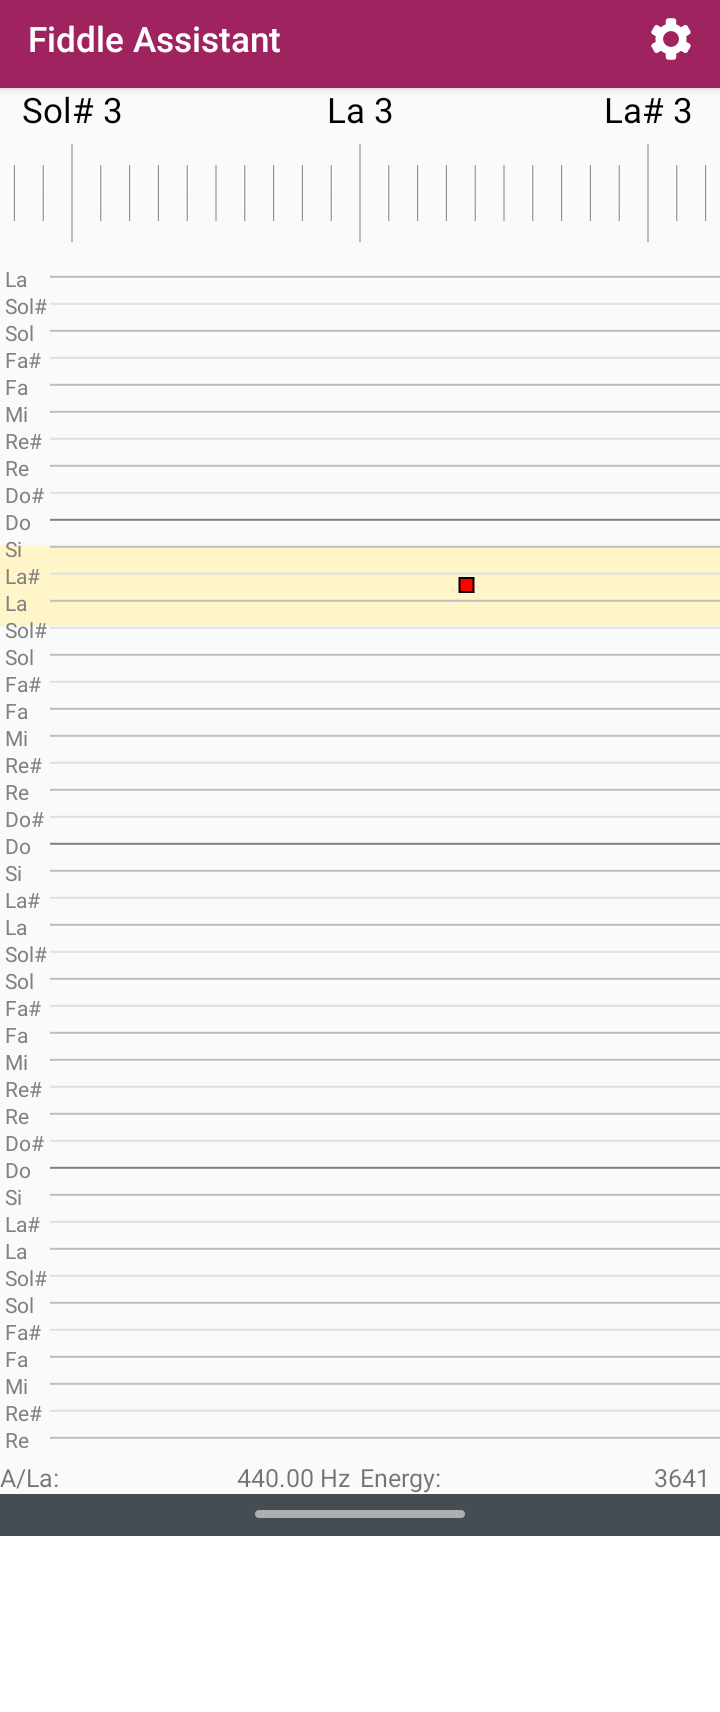 Fiddle Assistant
Sol# 3 La 3 La# 3
La
Sol#
Sol
Fa#
Fa
Mi
Re#
Re
Do#
Do
Si
La#
La
Sol#
Sol
Fa#
Fa
Mi
Re#
Re
Do#
Do
Si
La#
La
Sol#
Sol
Fa#
Fa
Mi
Re#
Re
Do#
Do
Si
La#
La
Sol#
Sol
Fa#
Fa
Mi
Re#
Re
A/La: 440.00 Hz Energy: 3641